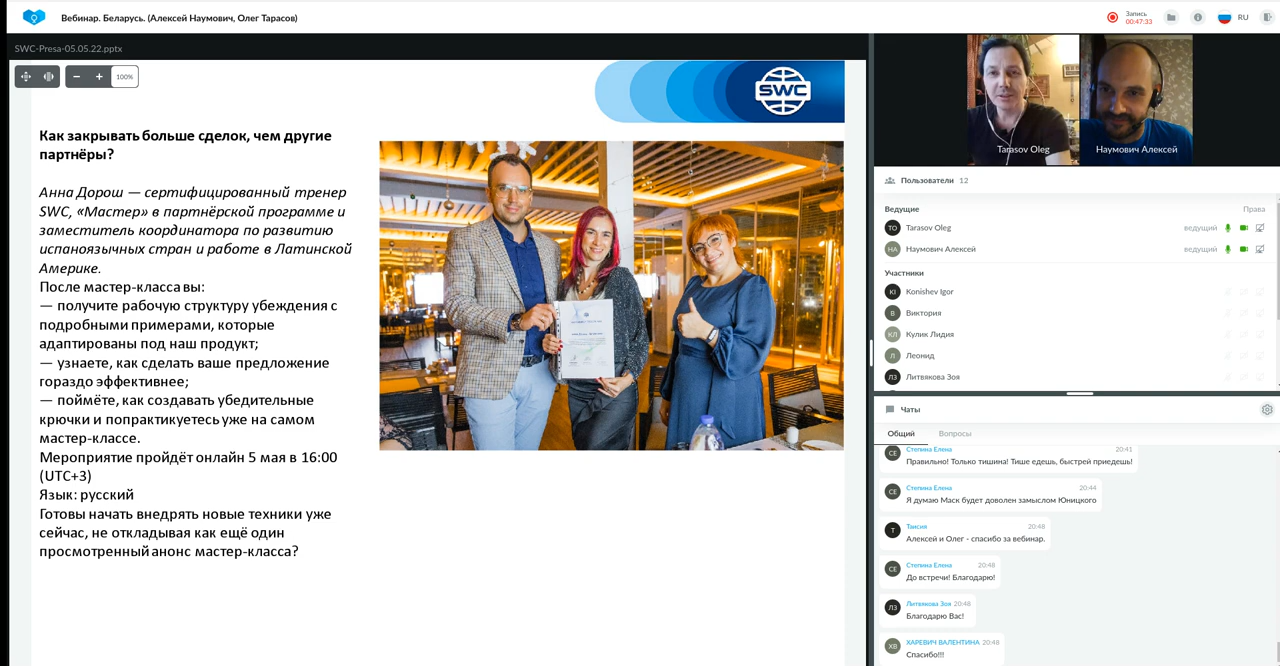 Вебинар. Беларусь. (Алексей Наумович, Олег Тарасов)
Запись
00:47:33
RU
SWC-Presa-05.05.22.pptx
100%
SWC
Как закрывать больше сделок, чем другие
партнёры?
Анна Дорош — сертифицированный тренер
SWC, «Мастер» в партнёрской программе и
заместитель координатора по развитию
испаноязычных стран и работе в Латинской
Америке.
После мастер-класса вы:
— получите рабочую структуру убеждения с
подробными примерами, которые
адаптированы под наш продукт;
— узнаете, как сделать ваше предложение
гораздо эффективнее;
— поймёте, как создавать убедительные
крючки и попрактикуетесь уже на самом
мастер-классе.
Мероприятие пройдёт онлайн 5 мая в 16:00
(UTC+3)
Язык: русский
Готовы начать внедрять новые техники уже
сейчас, не откладывая как ещё один
просмотренный анонс мастер-класса?
Tarasov Oleg
Наумович Алексей
Пользователи 12
Ведущие Права
TO Tarasov Oleg ведущий
НА Наумович Алексей ведущий
Участники
KI Konishev Igor
В Виктория
КЛ Кулик Лидия
Л Леонид
ЛЗ Литвякова Зоя
Чаты
Общий Вопросы
СЕ Степина Елена 20:41
Правильно! Только тишина! Тише едешь, быстрей приедешь!
СЕ Степина Елена 20:44
Я думаю Маск будет доволен замыслом Юницкого
Т Таисия 20:48
Алексей и Олег - спасибо за вебинар.
СЕ Степина Елена 20:48
До встречи! Благодарю!
ЛЗ Литвякова Зоя 20:48
Благодарю Вас!
ХВ ХАРЕВИЧ ВАЛЕНТИНА 20:48
Спасибо!!!